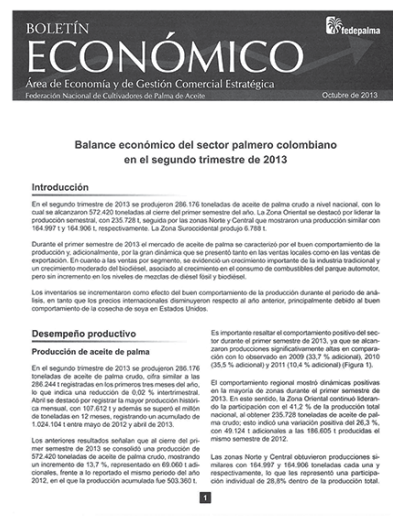 BOLETÍN
ECONÓMICO
fedepalma
Área de Economía y de Gestión Comercial Estratégica
Federación Nacional de Cultivadores de Palma de Aceite
Octubre de 2013
Balance económico del sector palmero colombiano
en el segundo trimestre de 2013
Introducción
En el segundo trimestre de 2013 se produjeron 286.176 toneladas de aceite de palma crudo a nivel nacional, con lo
cual se alcanzaron 572.420 toneladas al cierre del primer semestre del año. La Zona Oriental se destacó por liderar la
producción semestral, con 235.728 t, seguida por las zonas Norte y Central que mostraron una producción similar con
164.997 t y 164.906 t, respectivamente. La Zona Suroccidental produjo 6.788 t.
Durante el primer semestre de 2013 el mercado de aceite de palma se caracterizó por el buen comportamiento de la
producción y, adicionalmente, por la gran dinámica que se presentó tanto en las ventas locales como en las ventas de
exportación. En cuanto a las ventas por segmento, se evidenció un crecimiento importante de la industria tradicional y
un crecimiento moderado del biodiésel, asociado al crecimiento en el consumo de combustibles del parque automotor,
pero sin incremento en los niveles de mezclas de diésel fósil y biodiésel.
Los inventarios se incrementaron como efecto del buen comportamiento de la producción durante el periodo de aná-
lisis, en tanto que los precios internacionales disminuyeron respecto al año anterior, principalmente debido al buen
comportamiento de la cosecha de soya en Estados Unidos.
Desempeño productivo
Producción de aceite de palma
En el segundo trimestre de 2013 se produjeron 286.176
toneladas de aceite de palma crudo, cifra similar a las
286.244 t registradas en los primeros tres meses del año,
lo que indica una reducción de 0,02 % intertrimestral.
Abril se destacó por registrar la mayor producción históri-
ca mensual, con 107.612 t y además se superó el millón
de toneladas en 12 meses, registrando un acumulado de
1.024.104 t entre mayo de 2012 y abril de 2013.
Los anteriores resultados señalan que al cierre del pri-
mer semestre de 2013 se consolidó una producción de
572.420 toneladas de aceite de palma crudo, mostrando
un incremento de 13,7 %, representado en 69.060 t adi-
cionales, frente a lo reportado el mismo periodo del año
2012, en el que la producción acumulada fue 503.360 t.
Es importante resaltar el comportamiento positivo del sec-
tor durante el primer semestre de 2013, ya que se alcan-
zaron producciones significativamente altas en compara-
ción con lo observado en 2009 (33,7 % adicional), 2010
(35,5 % adicional) y 2011 (10,4 % adicional) (Figura 1).
El comportamiento regional mostró dinámicas positivas
en la mayoría de zonas durante el primer semestre de
2013. En este sentido, la Zona Oriental continuó lideran-
do la participación con el 41,2 % de la producción total
nacional, al obtener 235.728 toneladas de aceite de pal-
ma crudo; esto indicó una variación positiva del 26,3 %,
con 49.124 t adicionales a las 186.605 t producidas el
mismo semestre de 2012.
Las zonas Norte y Central obtuvieron producciones si-
milares con 164.997 y 164.906 toneladas cada una y
respectivamente, lo que les representó una participa-
ción individual de 28,8% dentro de la producción total.
1